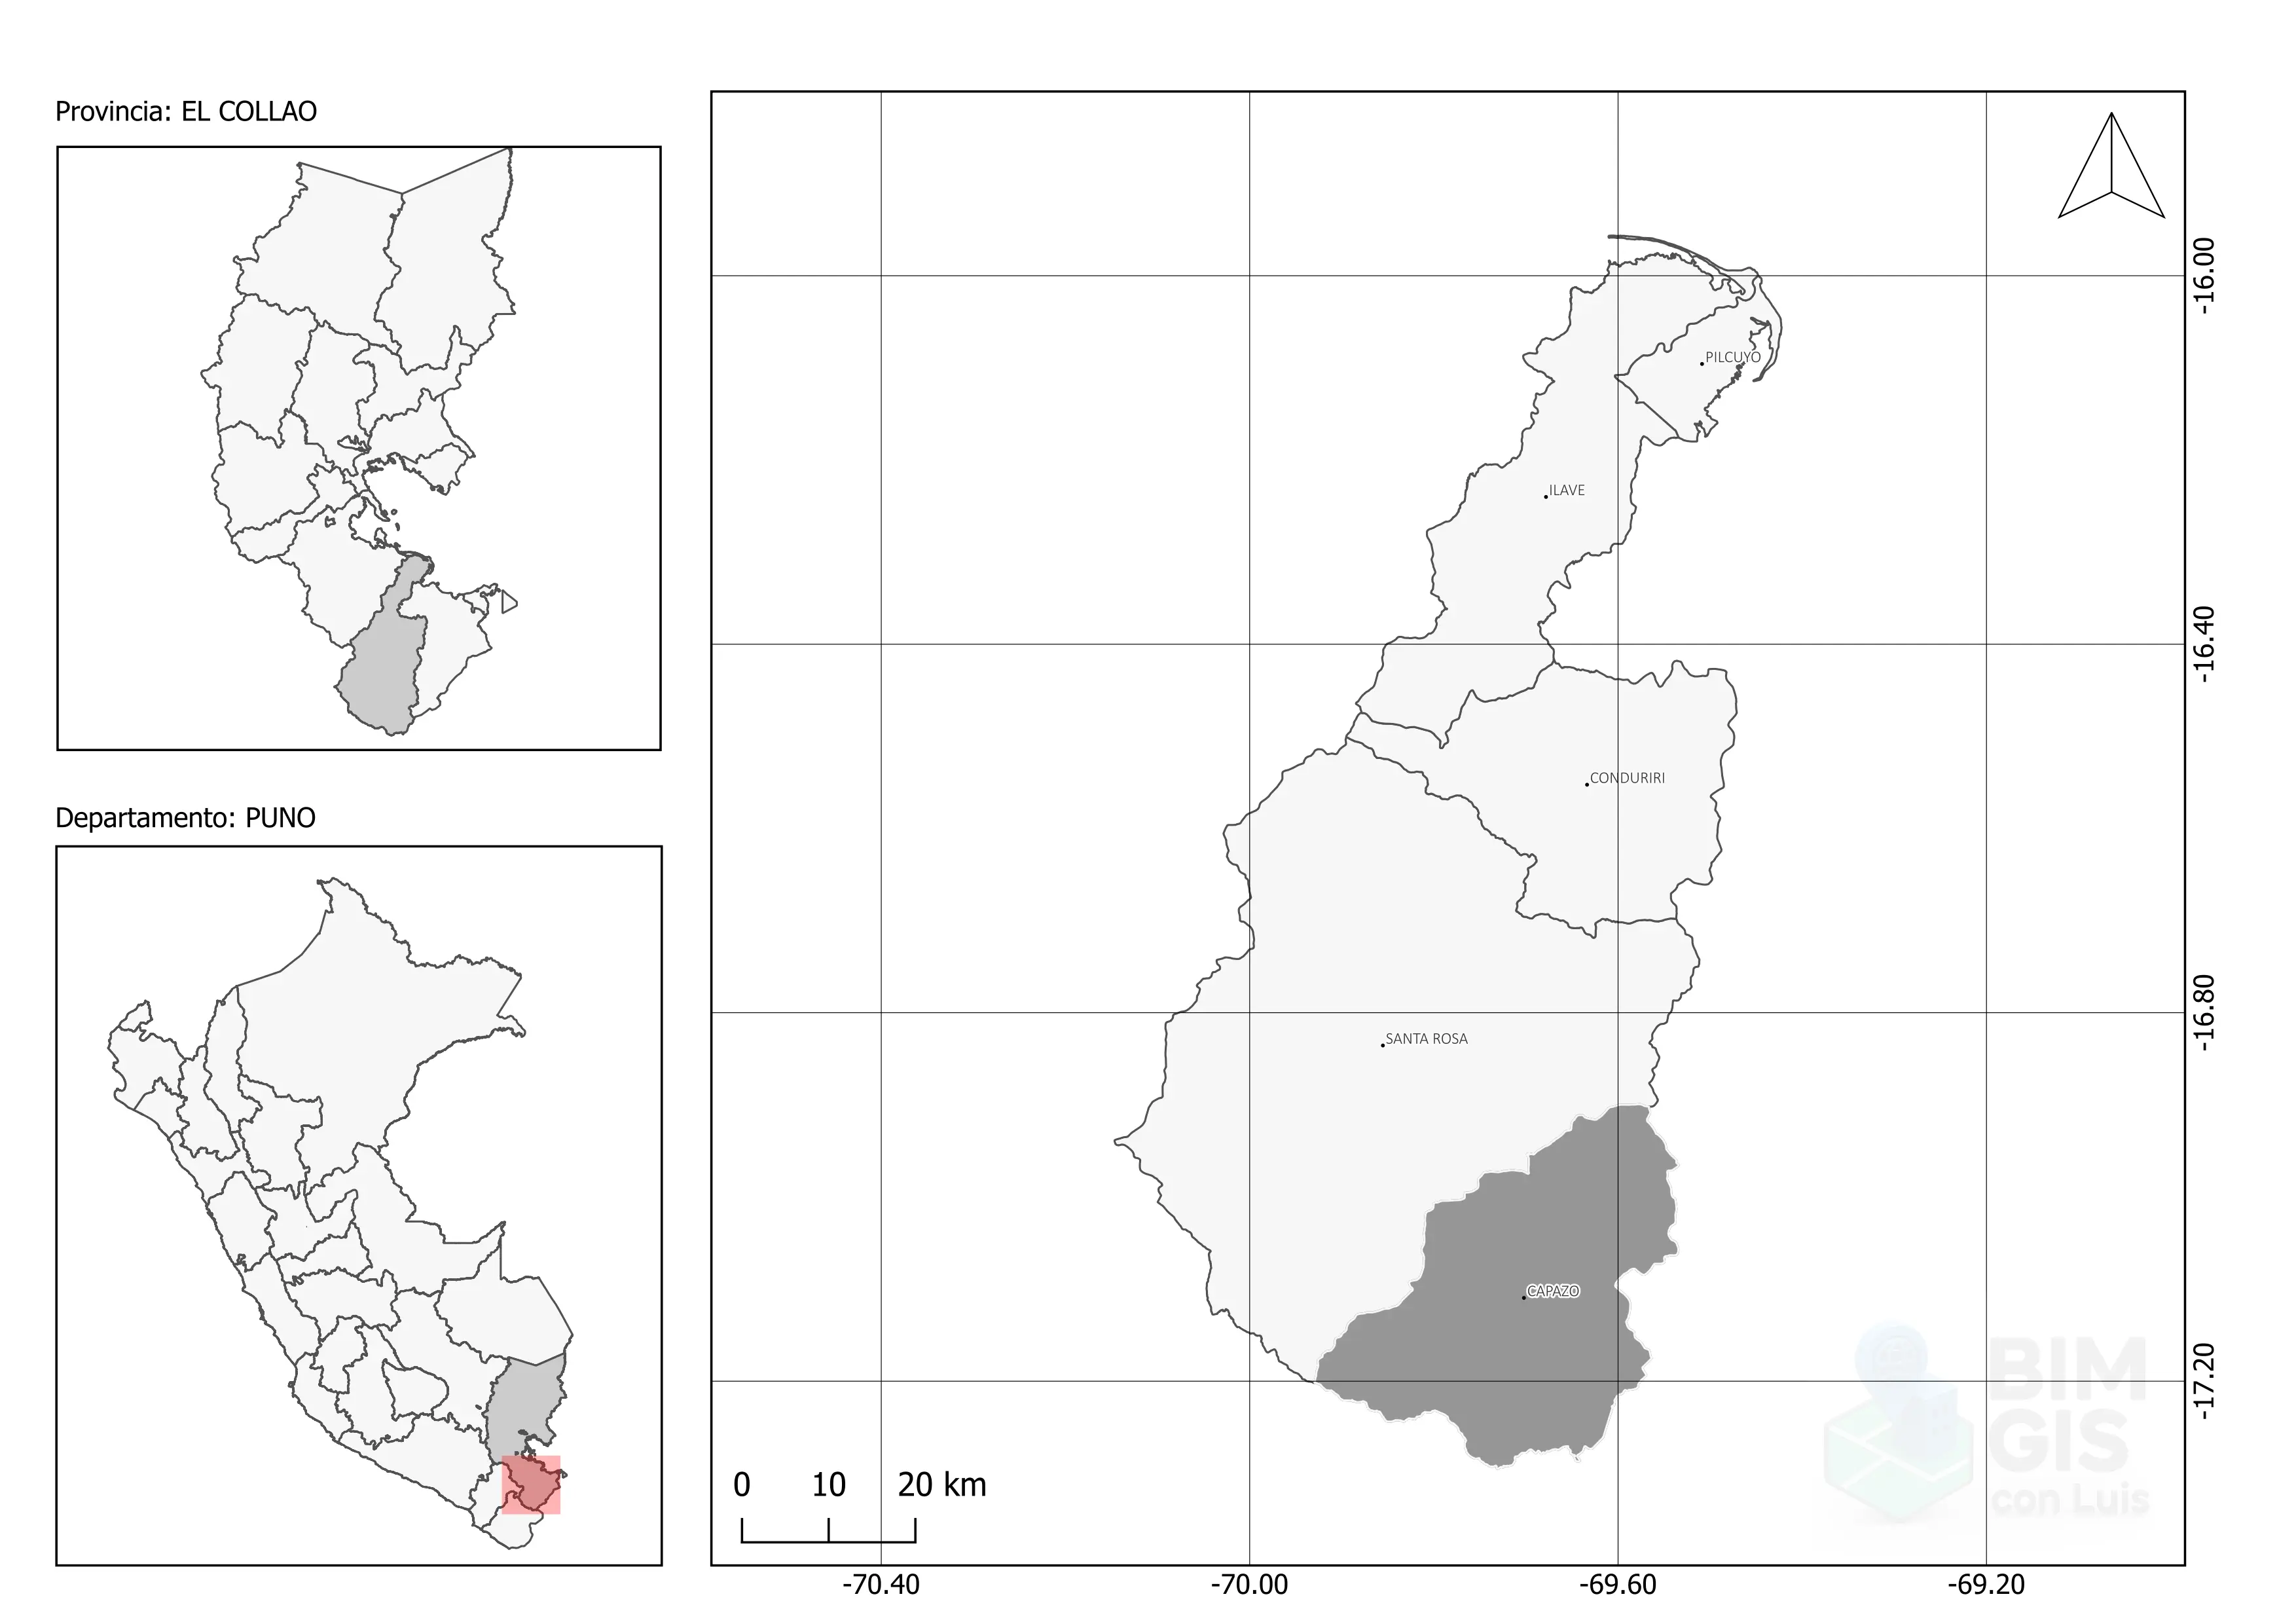 Provincia: EL COLLAO
Departamento: PUNO
PILCUYO
ILAVE
CONDURIRI
SANTA ROSA
CAPAZO
-16.00
-16.40
-16.80
-17.20
0 10 20 km
-70.40 -70.00 -69.60 -69.20
BIM
GIS
con Luis